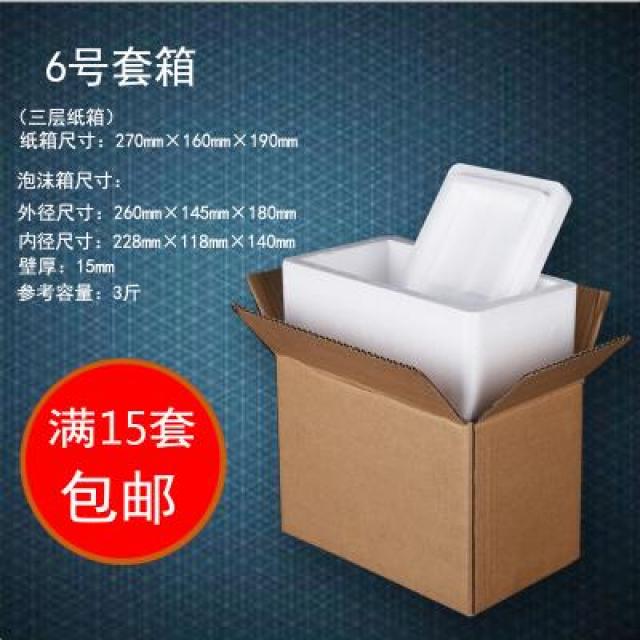 6号套箱
（三层纸箱）
纸箱尺寸：270mm×160mm×190mm
泡沫箱尺寸：
外径尺寸：260mm×145mm×180mm
内径尺寸：228mm×118mm×140mm
壁厚：15mm
参考容量：3斤
满15套
包邮